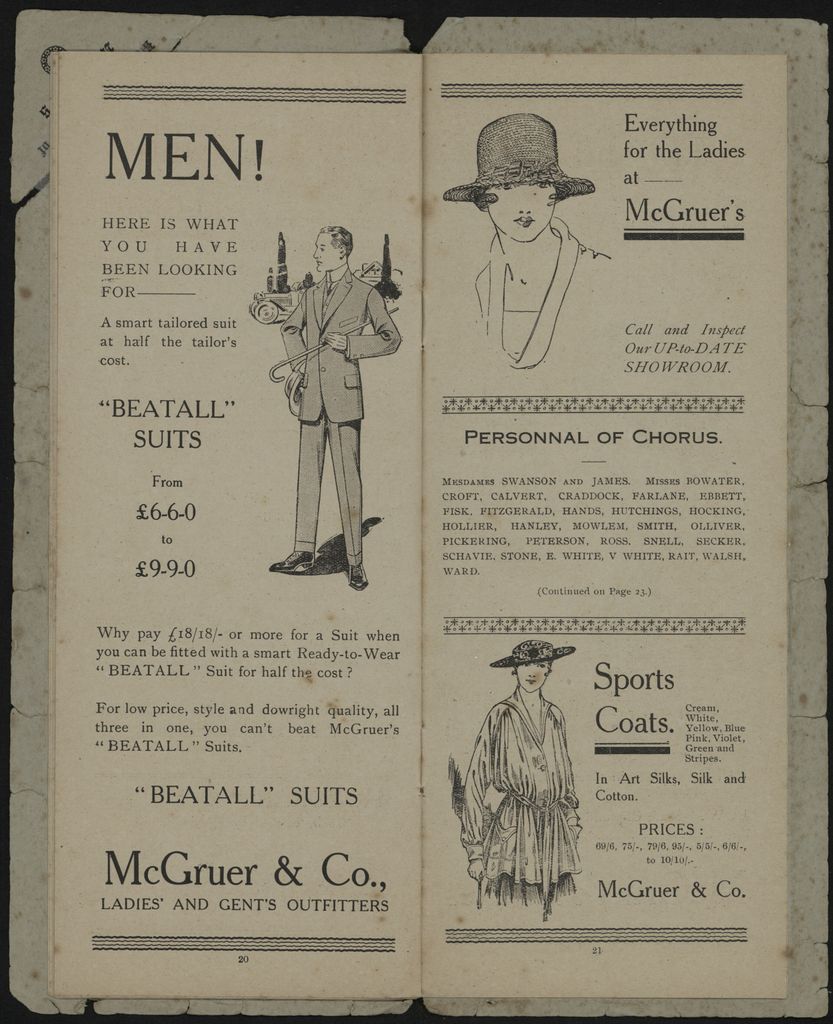 MEN!
HERE IS WHAT
YOU HAVE
BEEN LOOKING
FOR———
A smart tailored suit
at half the tailor's
cost.
"BEATALL"
SUITS
From
£6-6-0
to
£9-9-0
Why pay £18/18/- or more for a Suit when
you can be fitted with a smart Ready-to-Wear
"BEATALL" Suit for half the cost?
For low price, style and dowright quality, all
three in one, you can't beat McGruer's
"BEATALL" Suits.
"BEATALL" SUITS
McGruer & Co.,
LADIES' AND GENT'S OUTFITTERS
20
Everything
for the Ladies
at ——
McGruer's
Call and Inspect
Our UP-to-DATE
SHOWROOM.
PERSONNAL OF CHORUS.
MESDAMES SWANSON AND JAMES. MISSES BOWATER,
CROFT, CALVERT, CRADDOCK, FARLANE, EBBETT,
FISK, FITZGERALD, HANDS, HUTCHINGS, HOCKING,
HOLLIER, HANLEY, MOWLEM, SMITH, OLLIVER,
PICKERING, PETERSON, ROSS, SNELL, SECKER,
SCHAVIE, STONE, E. WHITE, V WHITE, RAIT, WALSH,
WARD.
(Continued on Page 23.)
Sports
Coats.
Cream,
White,
Yellow, Blue
Pink, Violet,
Green and
Stripes.
In Art Silks, Silk and
Cotton.
PRICES :
69/6, 75/-, 79/6, 95/-, 5/5/-, 6/6/-,
to 10/10/.-
McGruer & Co.
21